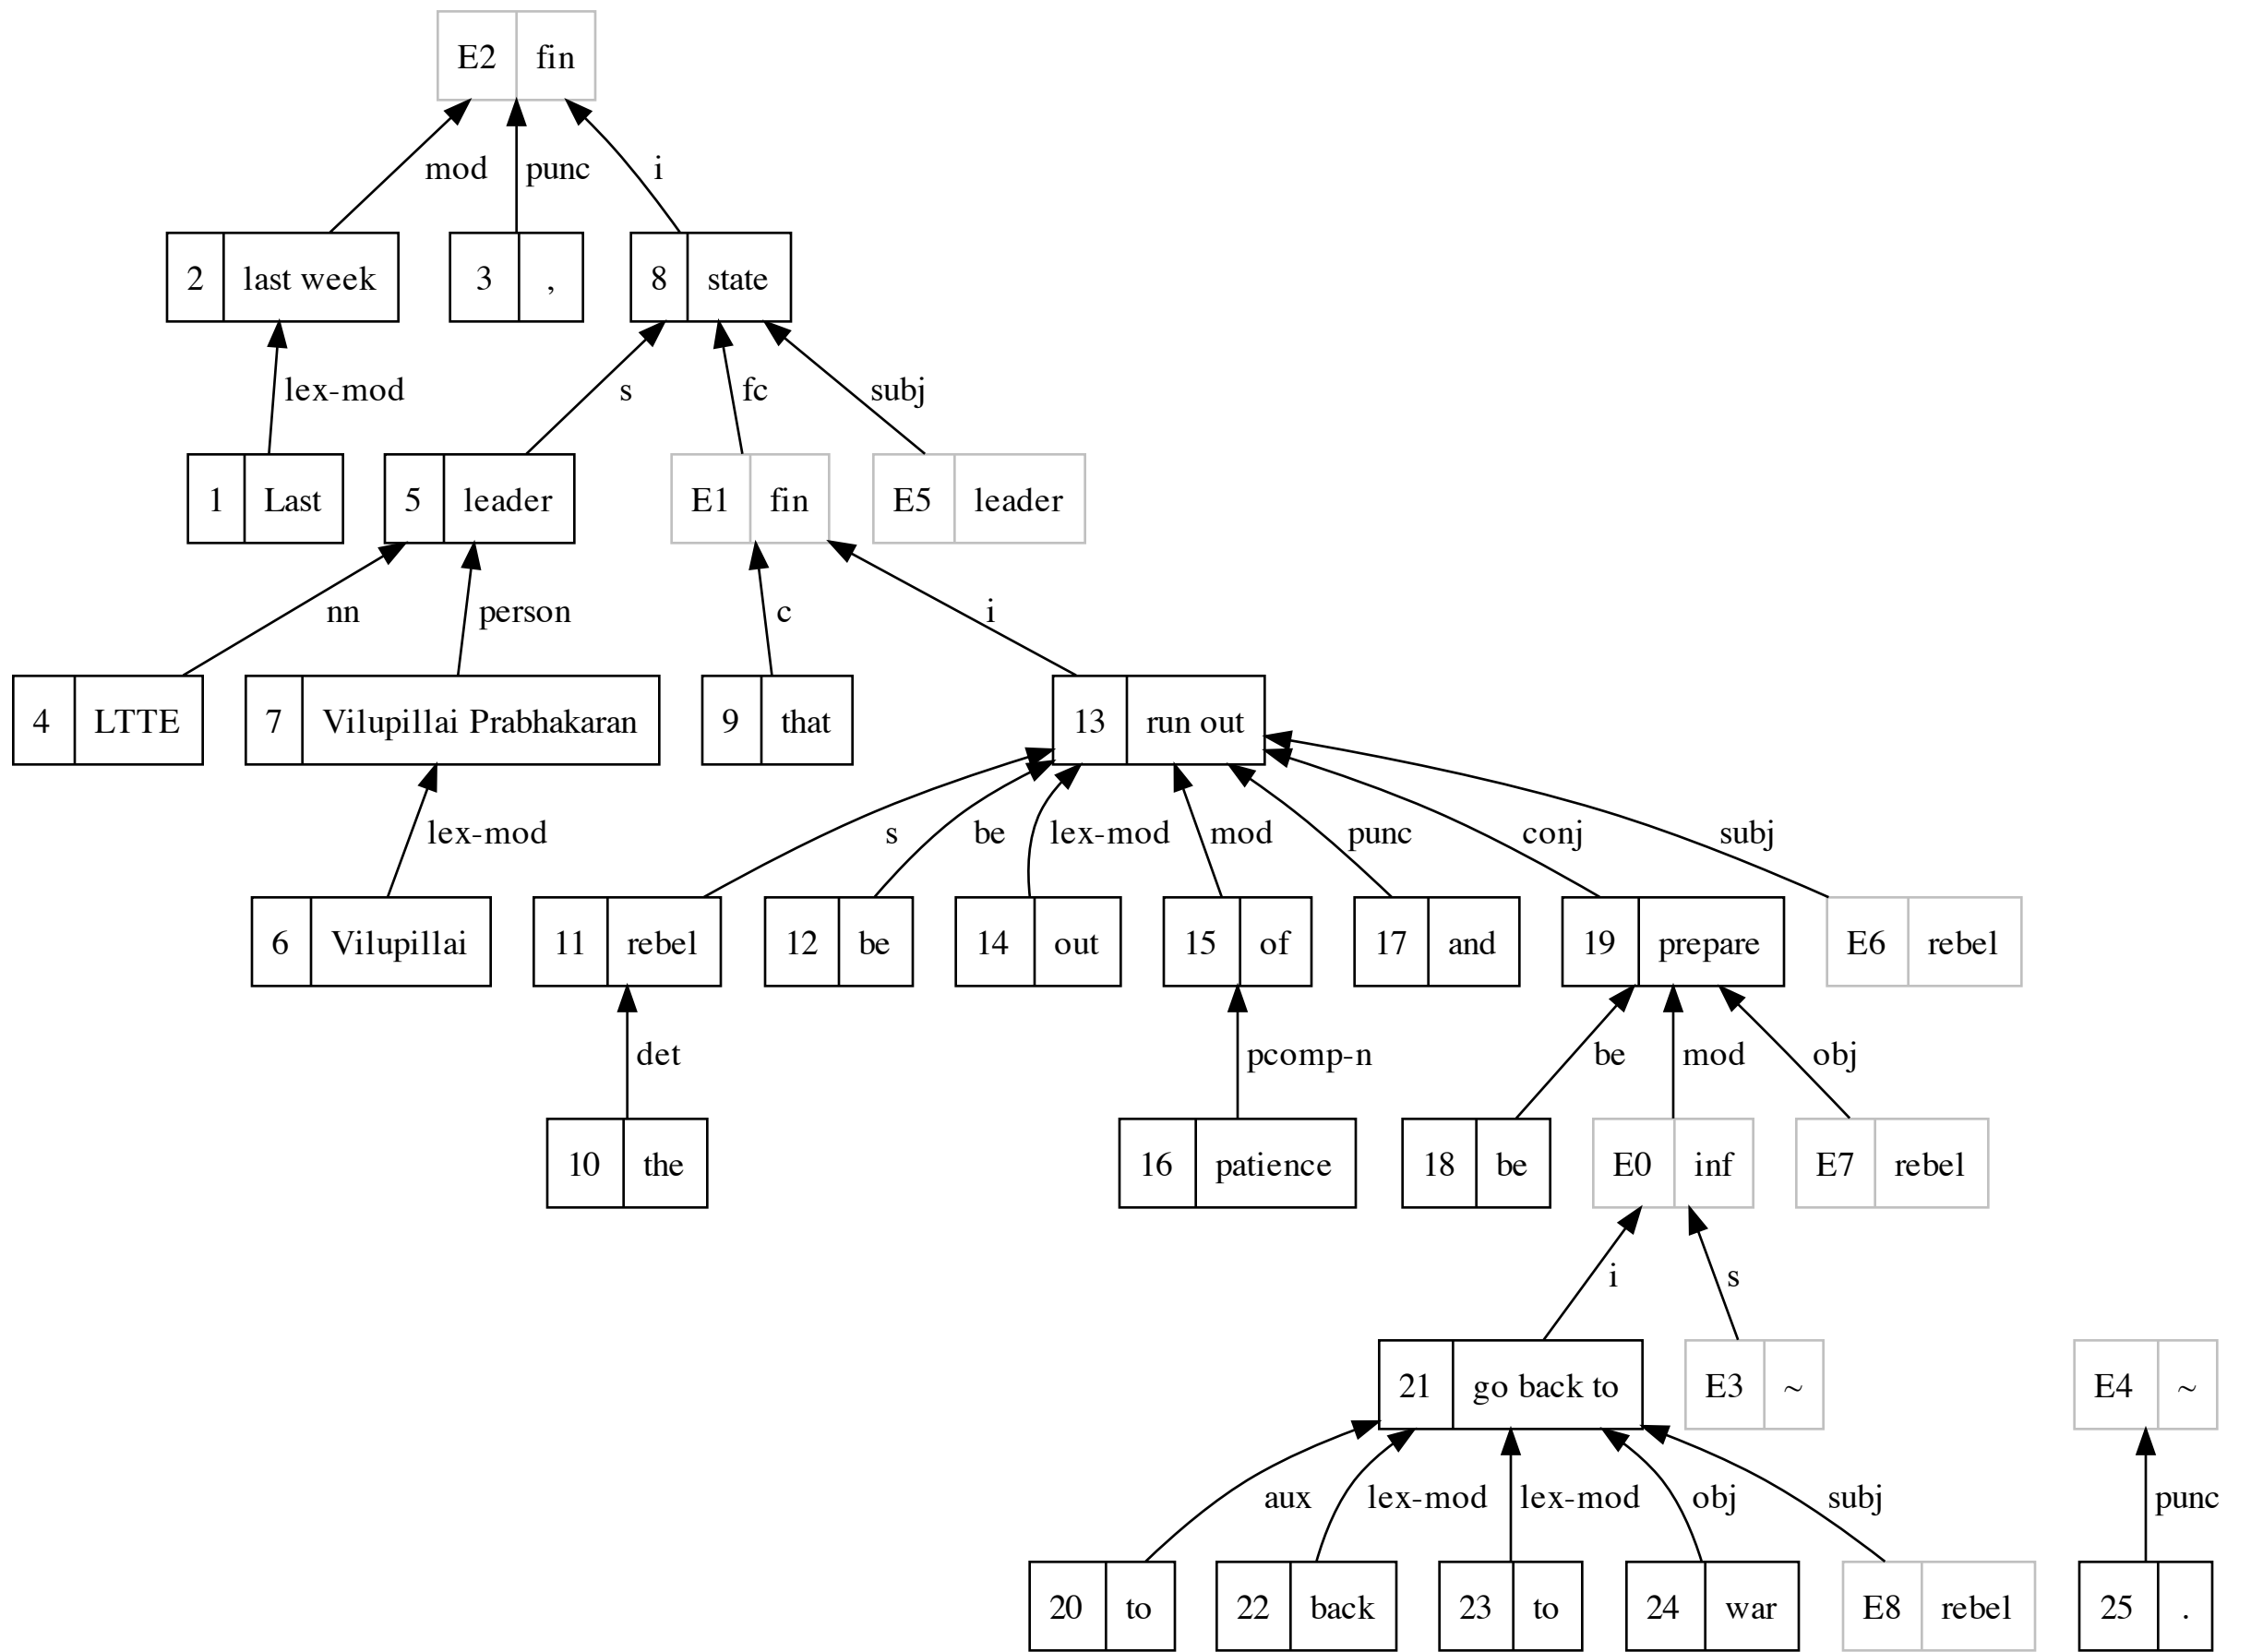 E2 fin
mod punc i
2 last week 3 , 8 state
lex-mod s fc subj
1 Last 5 leader E1 fin E5 leader
nn person c i
4 LTTE 7 Vilupillai Prabhakaran 9 that 13 run out
lex-mod s be lex-mod mod punc conj subj
6 Vilupillai 11 rebel 12 be 14 out 15 of 17 and 19 prepare E6 rebel
det pcomp-n be mod obj
10 the 16 patience 18 be E0 inf E7 rebel
i s
21 go back to E3 ~ E4 ~
aux lex-mod lex-mod obj subj punc
20 to 22 back 23 to 24 war E8 rebel 25 .